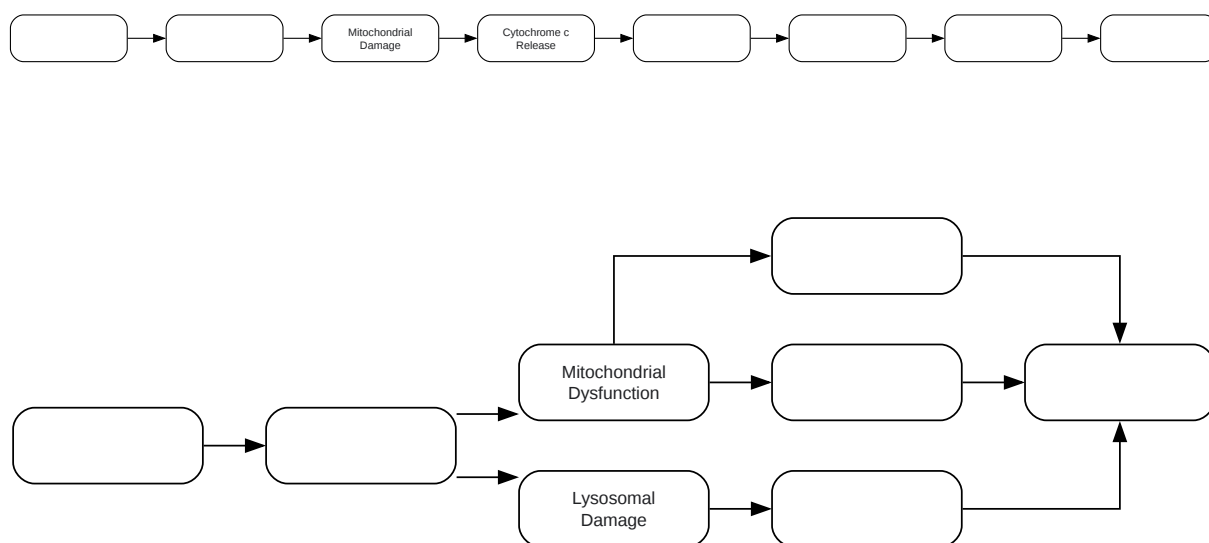 Mitochondrial
Damage
Cytochrome c
Release
Mitochondrial
Dysfunction
Lysosomal
Damage